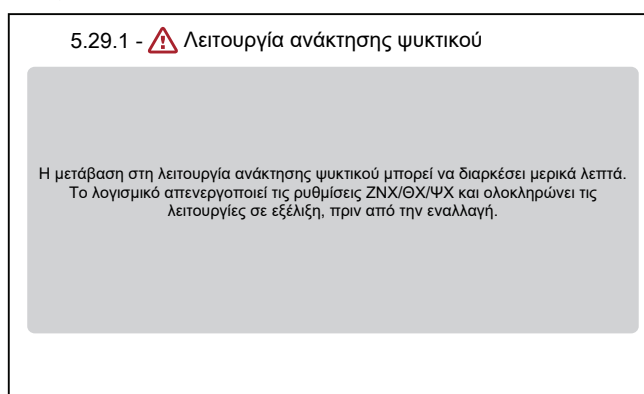 5.29.1 - Λειτουργία ανάκτησης ψυκτικού
Η μετάβαση στη λειτουργία ανάκτησης ψυκτικού μπορεί να διαρκέσει μερικά λεπτά.
Το λογισμικό απενεργοποιεί τις ρυθμίσεις ΖΝΧ/ΘΧ/ΨΧ και ολοκληρώνει τις
λειτουργίες σε εξέλιξη, πριν από την εναλλαγή.